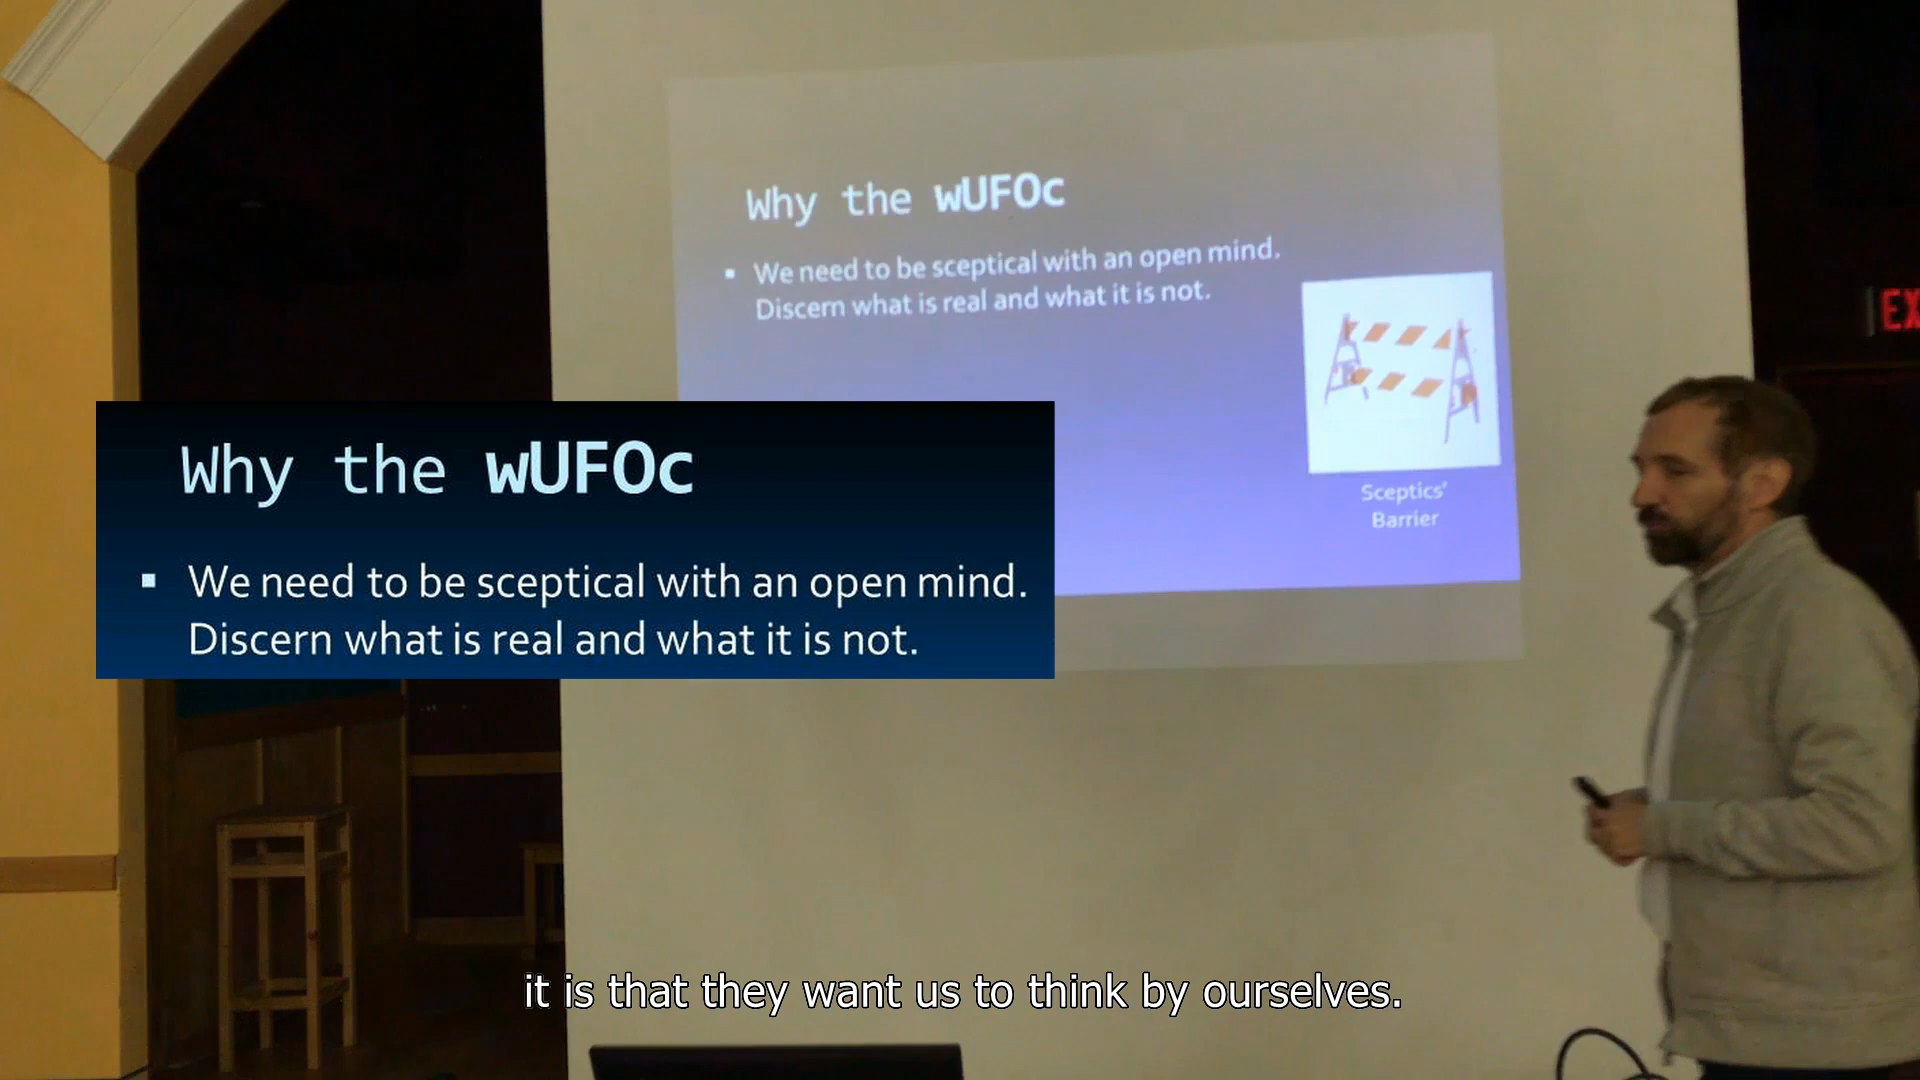 Why the wUFOc
▪ We need to be sceptical with an open mind.
Discern what is real and what it is not.
Sceptics'
Barrier
EX
Why the wUFOc
▪ We need to be sceptical with an open mind.
Discern what is real and what it is not.
it is that they want us to think by ourselves.